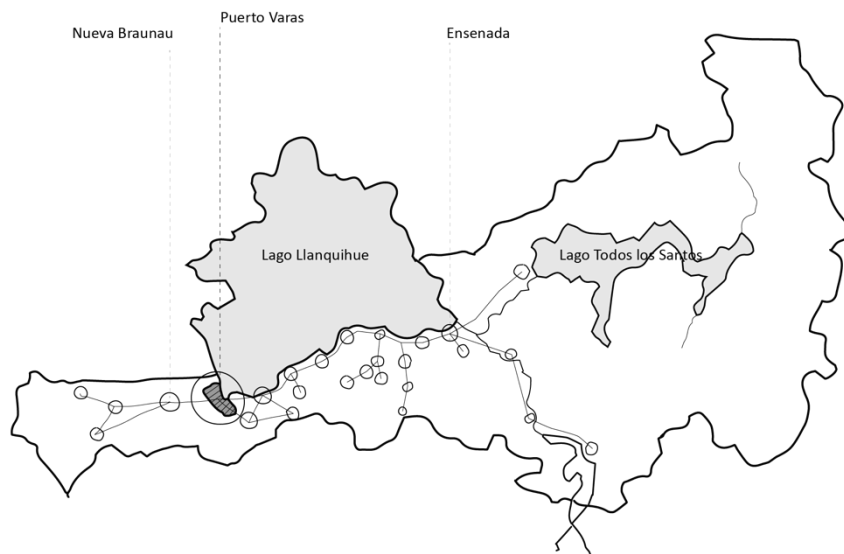 Puerto Varas
Nueva Braunau
Ensenada
Lago Llanquihue
Lago Todos los Santos